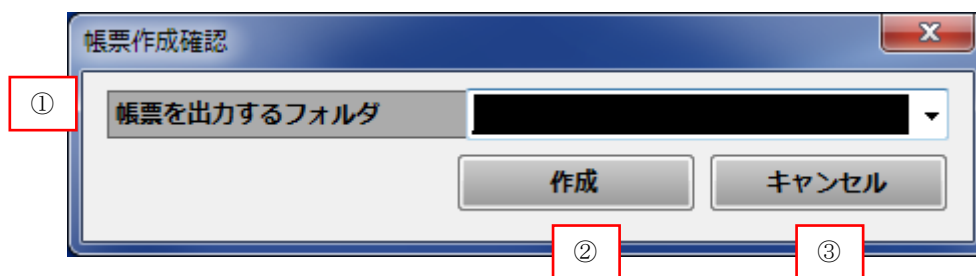 帳票作成確認
①
帳票を出力するフォルダ
作成
キャンセル
②
③